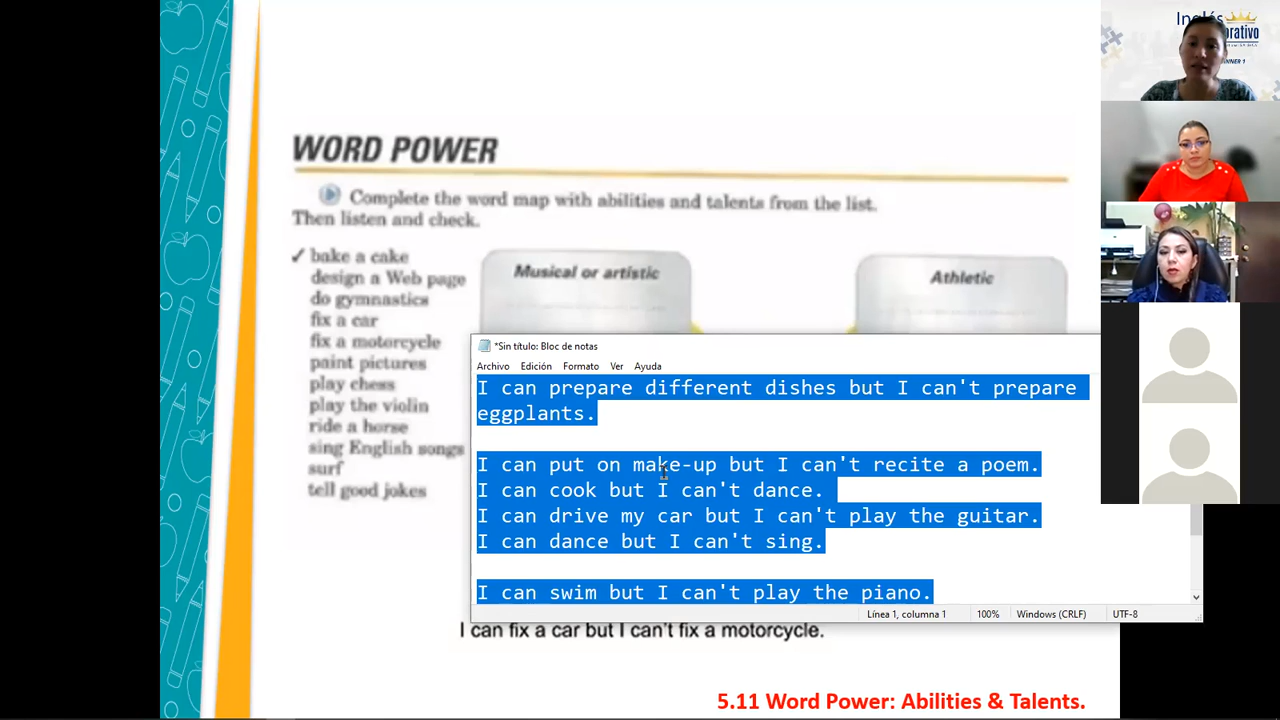 WORD POWER
Complete the word map with abilities and talents from the list.
Then listen and check.
✓ bake a cake
design a Web page
do gymnastics
fix a car
fix a motorcycle
paint pictures
play chess
play the violin
ride a horse
sing English songs
surf
tell good jokes
Musical or artistic
Athletic
*Sin título: Bloc de notas
Archivo Edición Formato Ver Ayuda
I can prepare different dishes but I can't prepare
eggplants.
I can put on make-up but I can't recite a poem.
I can cook but I can't dance.
I can drive my car but I can't play the guitar.
I can dance but I can't sing.
I can swim but I can't play the piano.
Línea 1, columna 1 100% Windows (CRLF) UTF-8
I can fix a car but I can't fix a motorcycle.
5.11 Word Power: Abilities & Talents.
Inglés